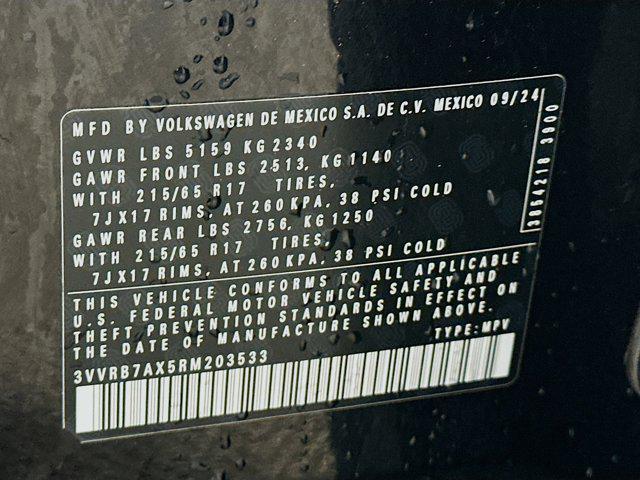 MFD BY VOLKSWAGEN DE MEXICO S.A. DE C.V. MEXICO 09/24
GVWR LBS 5159 KG 2340
GAWR FRONT LBS 2513, KG 1140
WITH 215/65 R17 TIRES,
7JX17 RIMS, AT 260 KPA, 38 PSI COLD
GAWR REAR LBS 2756, KG 1250
WITH 215/65 R17 TIRES,
7JX17 RIMS, AT 260 KPA, 38 PSI COLD
THIS VEHICLE CONFORMS TO ALL APPLICABLE
U.S. FEDERAL MOTOR VEHICLE SAFETY AND
THEFT PREVENTION STANDARDS IN EFFECT ON
THE DATE OF MANUFACTURE SHOWN ABOVE.
TYPE: MPV
3VVRB7AX5RM203533
3900